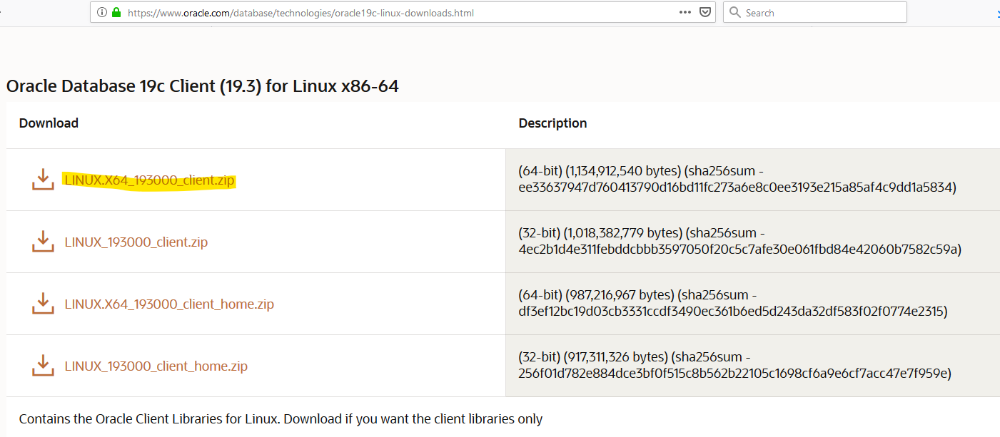 https://www.oracle.com/database/technologies/oracle19c-linux-downloads.html
Search
Oracle Database 19c Client (19.3) for Linux x86-64
Download
Description
LINUX.X64_193000_client.zip
(64-bit) (1,134,912,540 bytes) (sha256sum -
ee33637947d760413790d16bd11fc273a6e8c0ee3193e215a85af4c9dd1a5834)
LINUX_193000_client.zip
(32-bit) (1,018,382,779 bytes) (sha256sum -
4ec2b1d4e311febddcbbb3597050f20c5c7afe30e061fbd84e42060b7582c59a)
LINUX.X64_193000_client_home.zip
(64-bit) (987,216,967 bytes) (sha256sum -
df3ef12bc19d03cb3331ccdf3490ec361b6ed5d243da32df583f02f0774e2315)
LINUX_193000_client_home.zip
(32-bit) (917,311,326 bytes) (sha256sum -
256f01d782e884dce3bf0f515c8b562b22105c1698cf6a9e6cf7acc47e7f959e)
Contains the Oracle Client Libraries for Linux. Download if you want the client libraries only